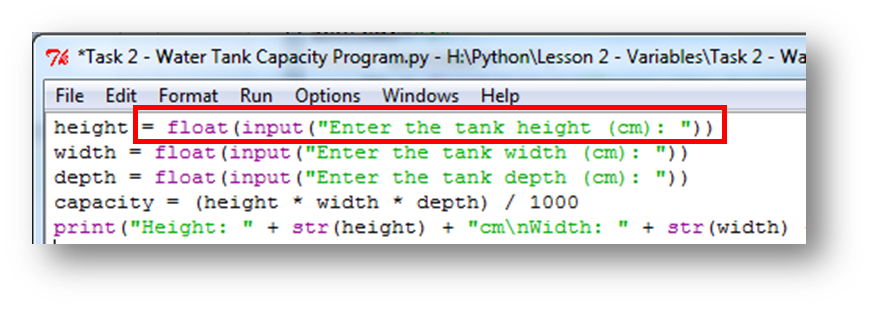 *Task 2 - Water Tank Capacity Program.py - H:\Python\Lesson 2 - Variables\Task 2 - Wa
File Edit Format Run Options Windows Help
height = float(input("Enter the tank height (cm): "))
width = float(input("Enter the tank width (cm): "))
depth = float(input("Enter the tank depth (cm): "))
capacity = (height * width * depth) / 1000
print("Height: " + str(height) + "cm\nWidth: " + str(width)